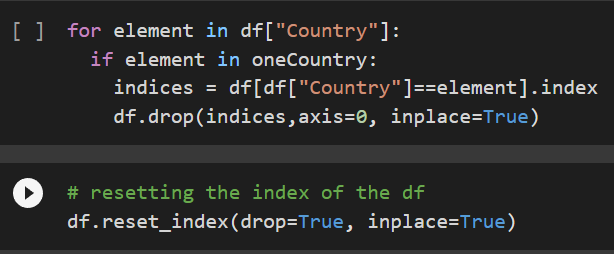 [ ] for element in df["Country"]:
if element in oneCountry:
indices = df[df["Country"]==element].index
df.drop(indices,axis=0, inplace=True)
# resetting the index of the df
df.reset_index(drop=True, inplace=True)